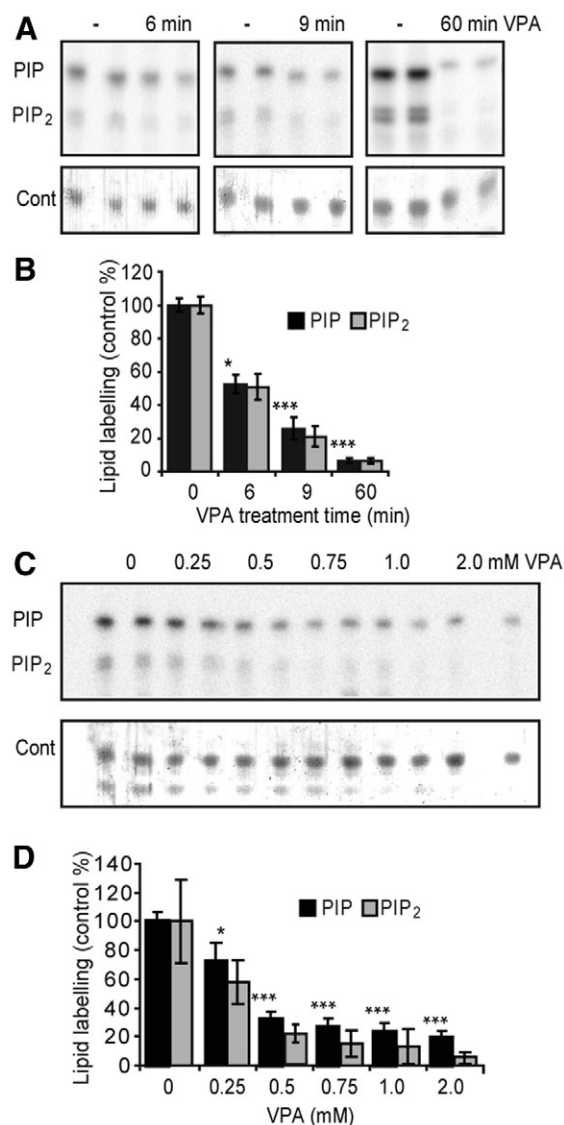 A
- 6 min - 9 min - 60 min VPA
PIP
PIP2
Cont
B
Lipid labelling (control %)
120
100
80
60
40
20
0
PIP PIP2
*
***
***
0 6 9 60
VPA treatment time (min)
C
0 0.25 0.5 0.75 1.0 2.0 mM VPA
PIP
PIP2
Cont
D
Lipid labelling (control %)
140
120
100
80
60
40
20
0
PIP PIP2
*
*** *** *** ***
0 0.25 0.5 0.75 1.0 2.0
VPA (mM)